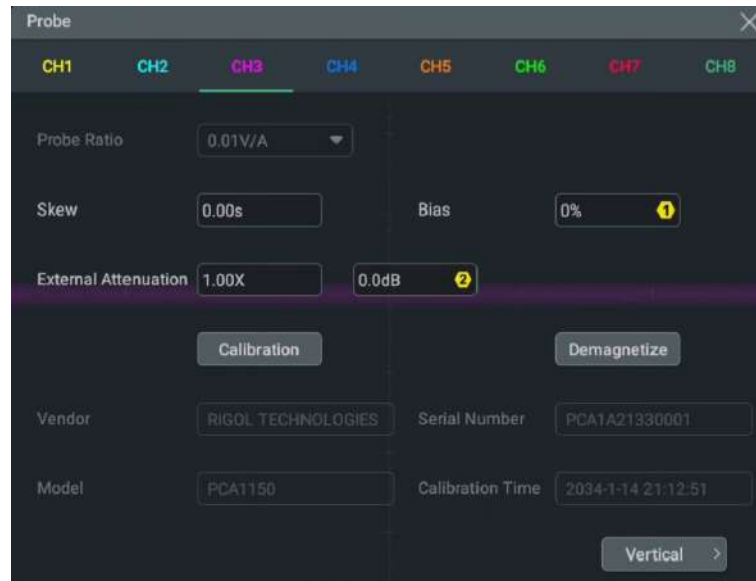 Probe
CH1 CH2 CH3 CH4 CH5 CH6 CH7 CH8
Probe Ratio 0.01V/A
Skew 0.00s Bias 0% 1
External Attenuation 1.00X 0.0dB 2
Calibration Demagnetize
Vendor RIGOL TECHNOLOGIES Serial Number PCA1A21330001
Model PCA1150 Calibration Time 2034-1-14 21:12:51
Vertical >